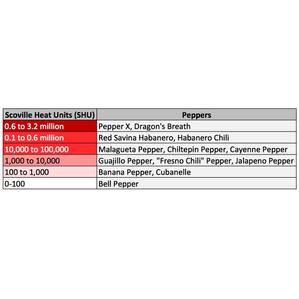 Scoville Heat Units (SHU) Peppers
0.6 to 3.2 million Pepper X, Dragon's Breath
0.1 to 0.6 million Red Savina Habanero, Habanero Chili
10,000 to 100,000 Malagueta Pepper, Chiltepin Pepper, Cayenne Pepper
1,000 to 10,000 Guajillo Pepper, "Fresno Chili" Pepper, Jalapeno Pepper
100 to 1,000 Banana Pepper, Cubanelle
0-100 Bell Pepper